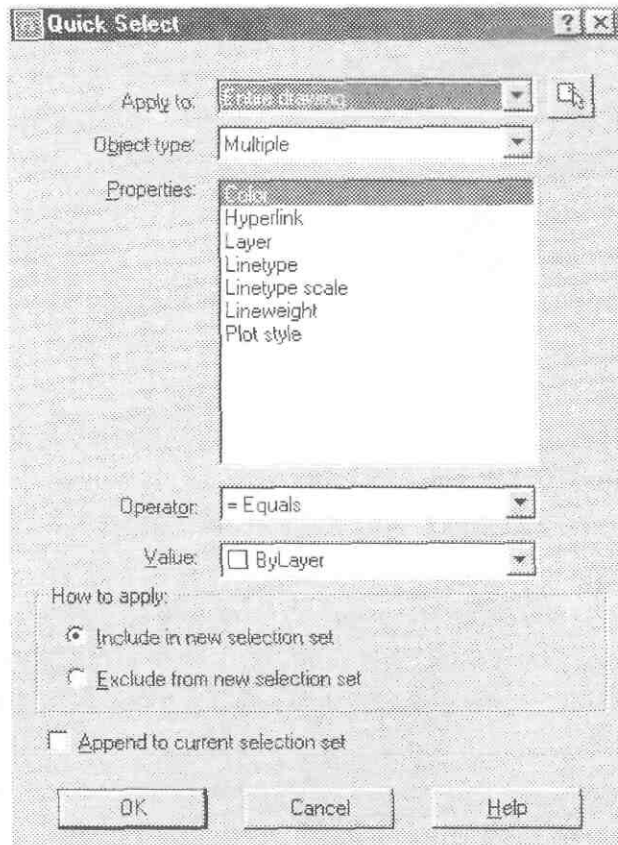 Quick Select
Apply to: Entire drawing
Object type: Multiple
Properties: Color
Hyperlink
Layer
Linetype
Linetype scale
Lineweight
Plot style
Operator: = Equals
Value: ByLayer
How to apply:
Include in new selection set
Exclude from new selection set
Append to current selection set
OK Cancel Help